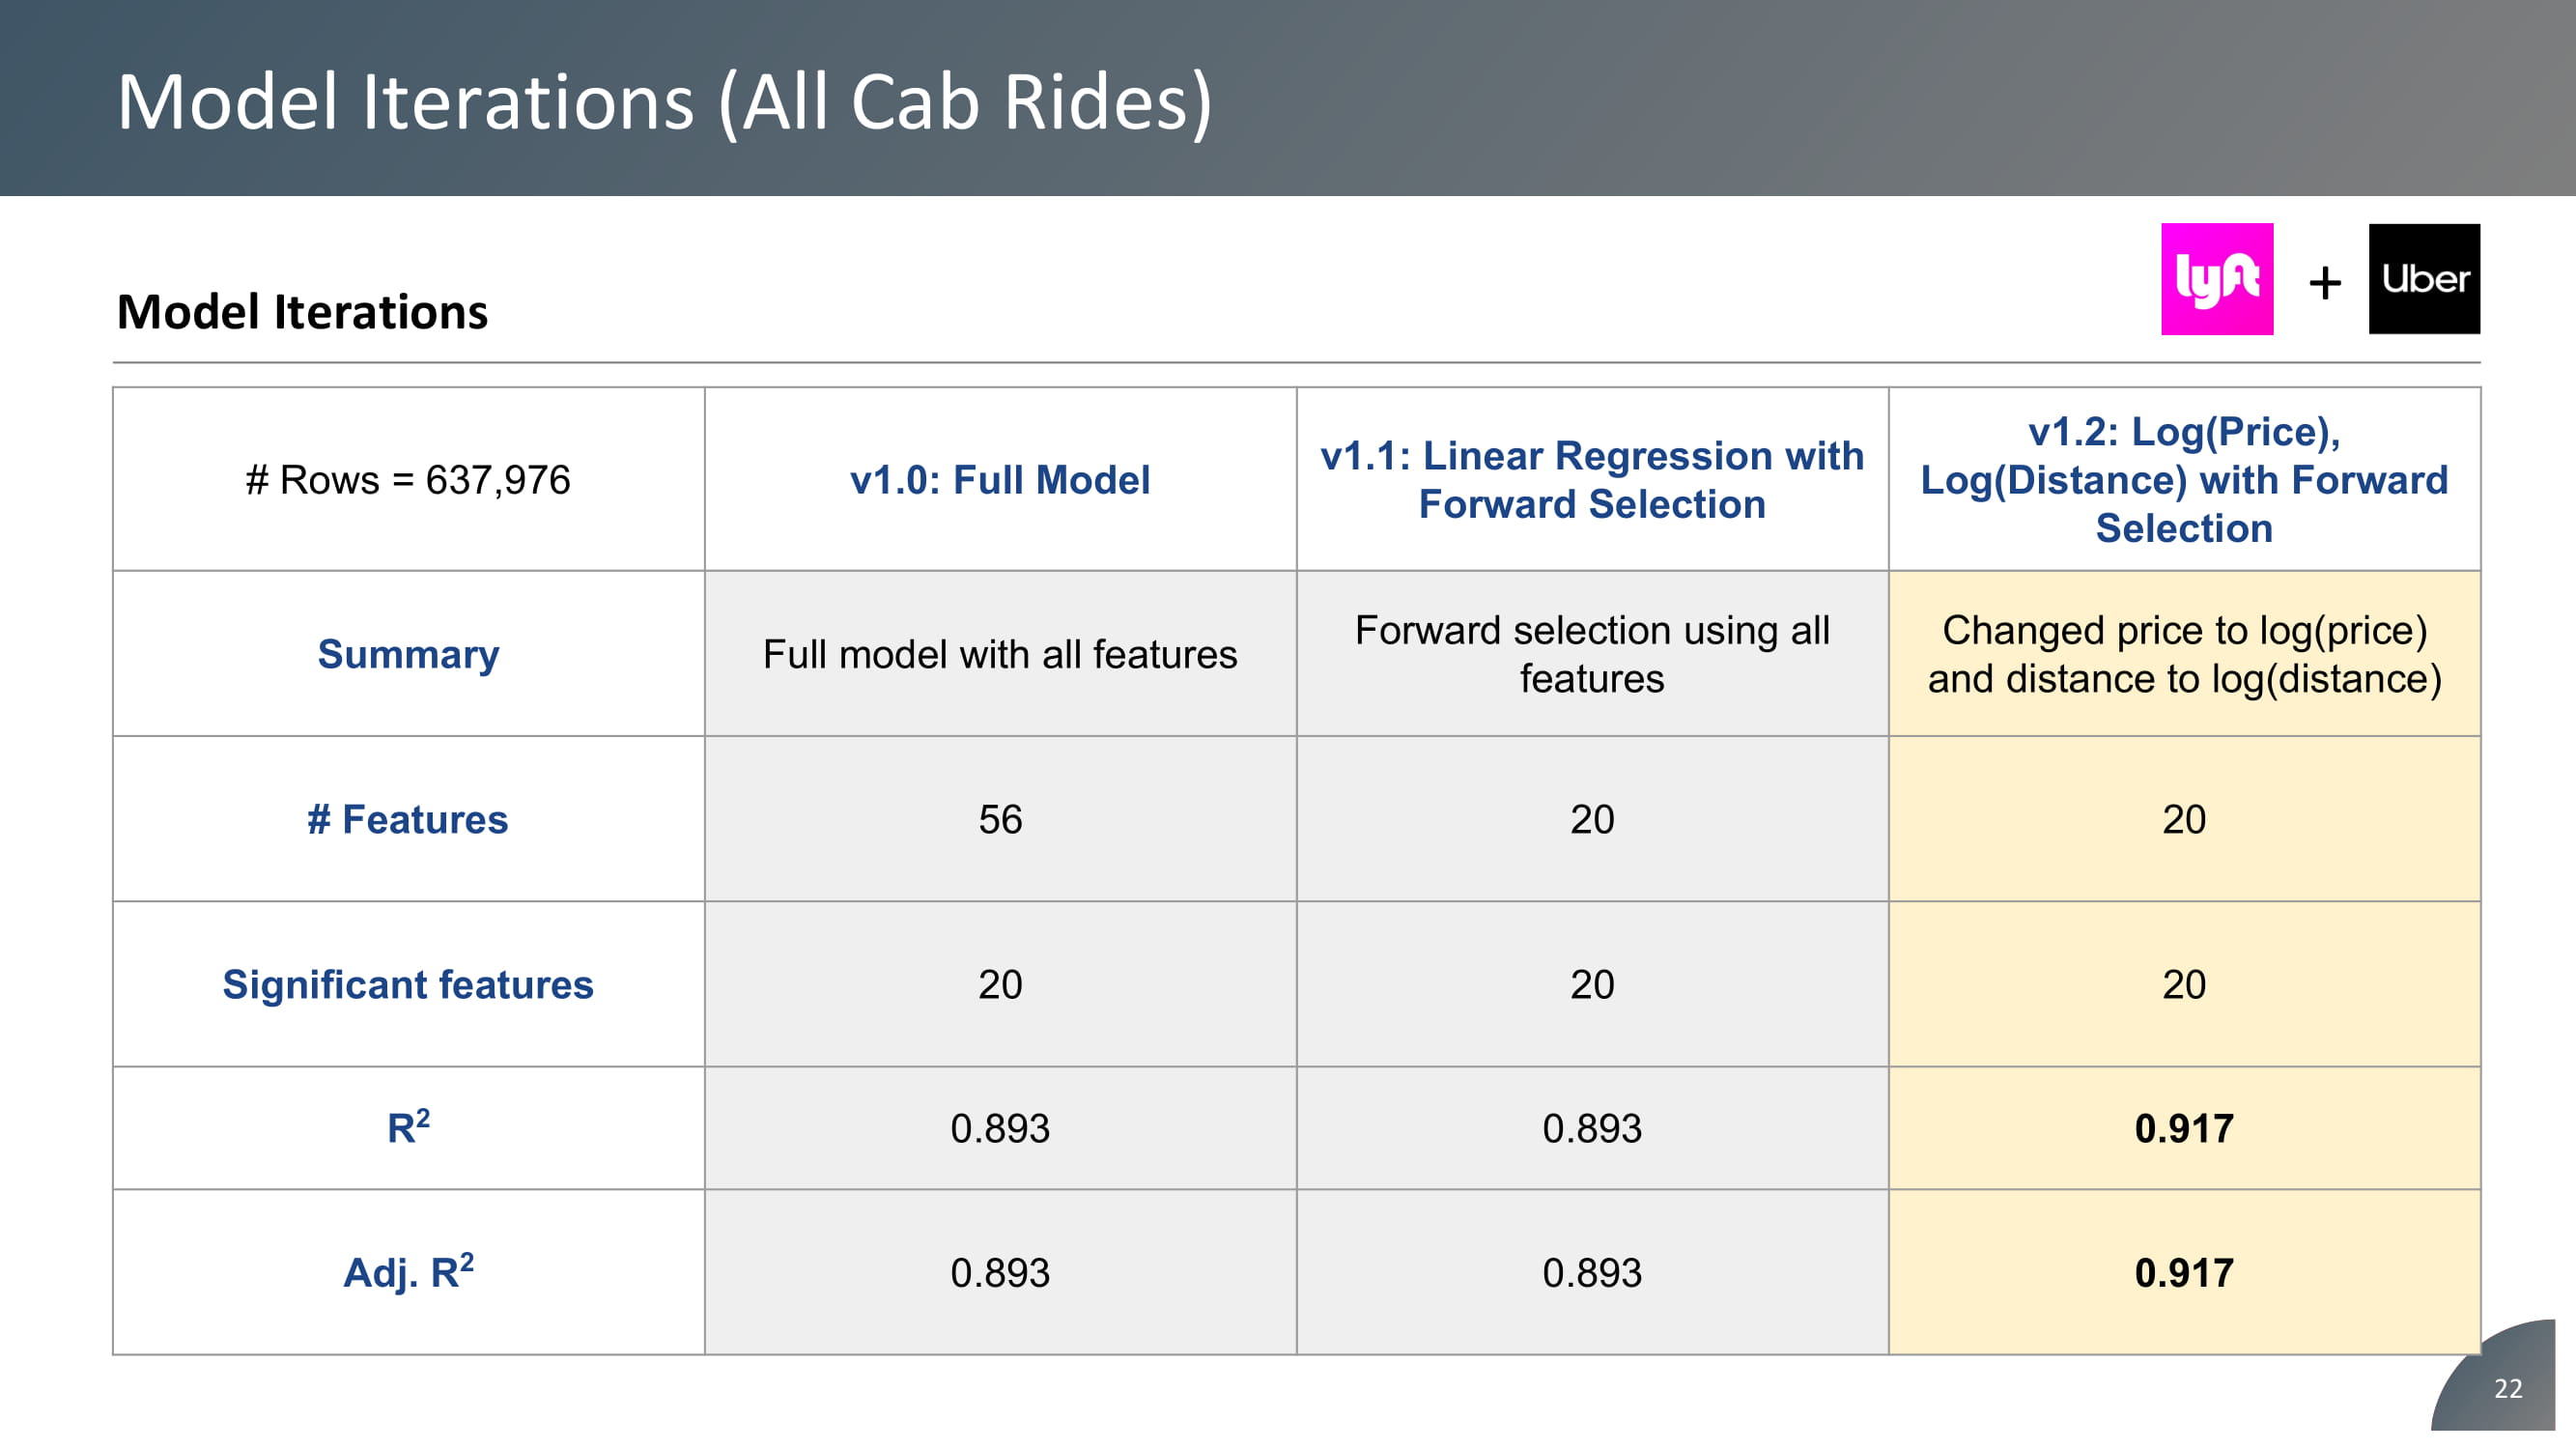 Model Iterations (All Cab Rides)
Model Iterations
lyft + Uber
# Rows = 637,976
v1.0: Full Model
v1.1: Linear Regression with
Forward Selection
v1.2: Log(Price),
Log(Distance) with Forward
Selection
Summary
Full model with all features
Forward selection using all
features
Changed price to log(price)
and distance to log(distance)
# Features
56
20
20
Significant features
20
20
20
R²
0.893
0.893
0.917
Adj. R²
0.893
0.893
0.917
22